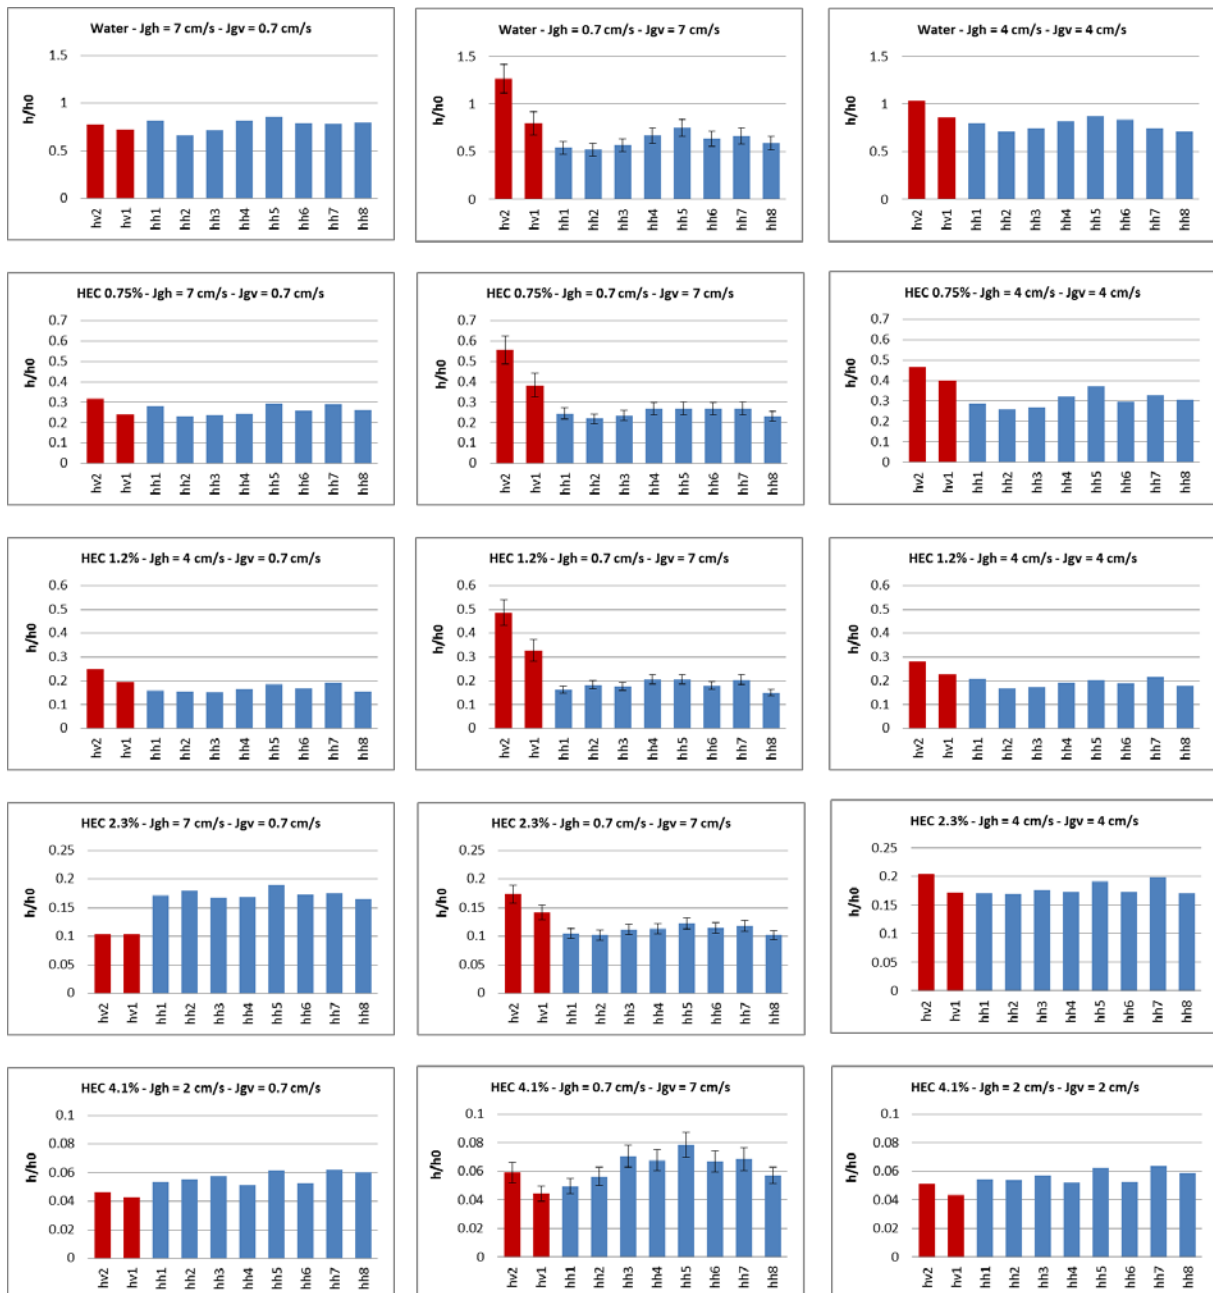 Water - Jgh = 7 cm/s - Jgv = 0.7 cm/s
h/h0
1.5
1
0.5
0
hv2 hv1 hh1 hh2 hh3 hh4 hh5 hh6 hh7 hh8
Water - Jgh = 0.7 cm/s - Jgv = 7 cm/s
h/h0
1.5
1
0.5
0
hv2 hv1 hh1 hh2 hh3 hh4 hh5 hh6 hh7 hh8
Water - Jgh = 4 cm/s - Jgv = 4 cm/s
h/h0
1.5
1
0.5
0
hv2 hv1 hh1 hh2 hh3 hh4 hh5 hh6 hh7 hh8
HEC 0.75% - Jgh = 7 cm/s - Jgv = 0.7 cm/s
h/h0
0.7
0.6
0.5
0.4
0.3
0.2
0.1
0
hv2 hv1 hh1 hh2 hh3 hh4 hh5 hh6 hh7 hh8
HEC 0.75% - Jgh = 0.7 cm/s - Jgv = 7 cm/s
h/h0
0.7
0.6
0.5
0.4
0.3
0.2
0.1
0
hv2 hv1 hh1 hh2 hh3 hh4 hh5 hh6 hh7 hh8
HEC 0.75% - Jgh = 4 cm/s - Jgv = 4 cm/s
h/h0
0.7
0.6
0.5
0.4
0.3
0.2
0.1
0
hv2 hv1 hh1 hh2 hh3 hh4 hh5 hh6 hh7 hh8
HEC 1.2% - Jgh = 4 cm/s - Jgv = 0.7 cm/s
h/h0
0.6
0.5
0.4
0.3
0.2
0.1
0
hv2 hv1 hh1 hh2 hh3 hh4 hh5 hh6 hh7 hh8
HEC 1.2% - Jgh = 0.7 cm/s - Jgv = 7 cm/s
h/h0
0.6
0.5
0.4
0.3
0.2
0.1
0
hv2 hv1 hh1 hh2 hh3 hh4 hh5 hh6 hh7 hh8
HEC 1.2% - Jgh = 4 cm/s - Jgv = 4 cm/s
h/h0
0.6
0.5
0.4
0.3
0.2
0.1
0
hv2 hv1 hh1 hh2 hh3 hh4 hh5 hh6 hh7 hh8
HEC 2.3% - Jgh = 7 cm/s - Jgv = 0.7 cm/s
h/h0
0.25
0.2
0.15
0.1
0.05
0
hv2 hv1 hh1 hh2 hh3 hh4 hh5 hh6 hh7 hh8
HEC 2.3% - Jgh = 0.7 cm/s - Jgv = 7 cm/s
h/h0
0.25
0.2
0.15
0.1
0.05
0
hv2 hv1 hh1 hh2 hh3 hh4 hh5 hh6 hh7 hh8
HEC 2.3% - Jgh = 4 cm/s - Jgv = 4 cm/s
h/h0
0.25
0.2
0.15
0.1
0.05
0
hv2 hv1 hh1 hh2 hh3 hh4 hh5 hh6 hh7 hh8
HEC 4.1% - Jgh = 2 cm/s - Jgv = 0.7 cm/s
h/h0
0.1
0.08
0.06
0.04
0.02
0
hv2 hv1 hh1 hh2 hh3 hh4 hh5 hh6 hh7 hh8
HEC 4.1% - Jgh = 0.7 cm/s - Jgv = 7 cm/s
h/h0
0.1
0.08
0.06
0.04
0.02
0
hv2 hv1 hh1 hh2 hh3 hh4 hh5 hh6 hh7 hh8
HEC 4.1% - Jgh = 2 cm/s - Jgv = 2 cm/s
h/h0
0.1
0.08
0.06
0.04
0.02
0
hv2 hv1 hh1 hh2 hh3 hh4 hh5 hh6 hh7 hh8